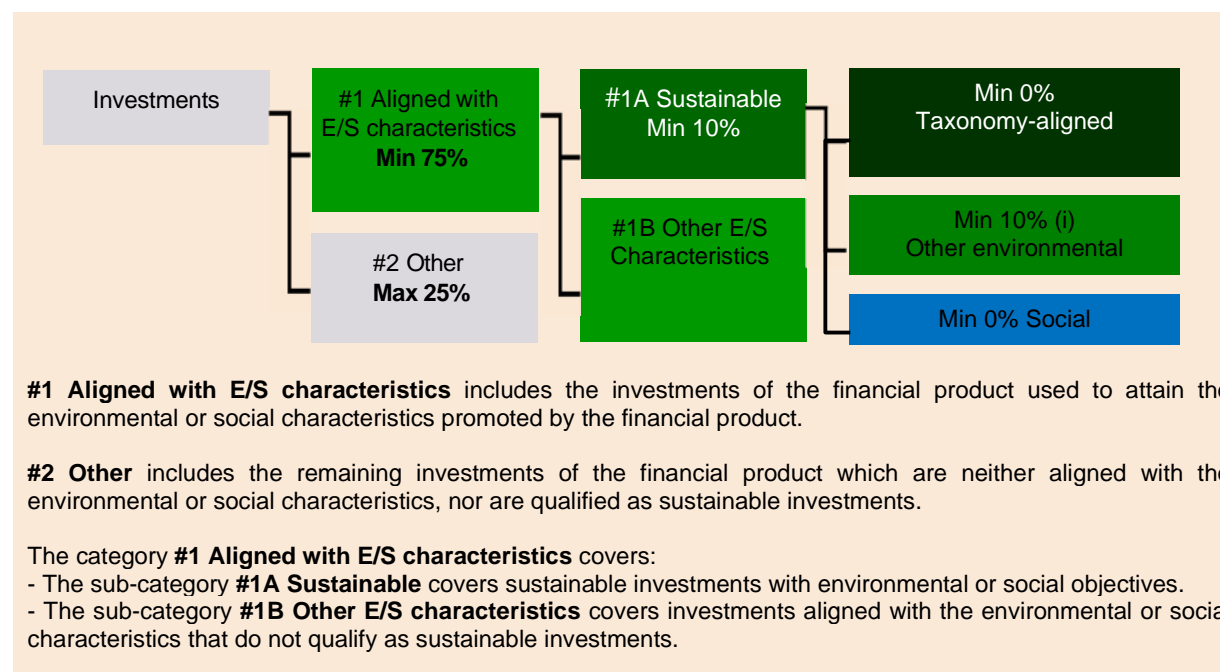 Investments
#1 Aligned with
E/S characteristics
Min 75%
#2 Other
Max 25%
#1A Sustainable
Min 10%
#1B Other E/S
Characteristics
Min 0%
Taxonomy-aligned
Min 10% (i)
Other environmental
Min 0% Social
#1 Aligned with E/S characteristics includes the investments of the financial product used to attain the
environmental or social characteristics promoted by the financial product.
#2 Other includes the remaining investments of the financial product which are neither aligned with the
environmental or social characteristics, nor are qualified as sustainable investments.
The category #1 Aligned with E/S characteristics covers:
- The sub-category #1A Sustainable covers sustainable investments with environmental or social objectives.
- The sub-category #1B Other E/S characteristics covers investments aligned with the environmental or social
characteristics that do not qualify as sustainable investments.